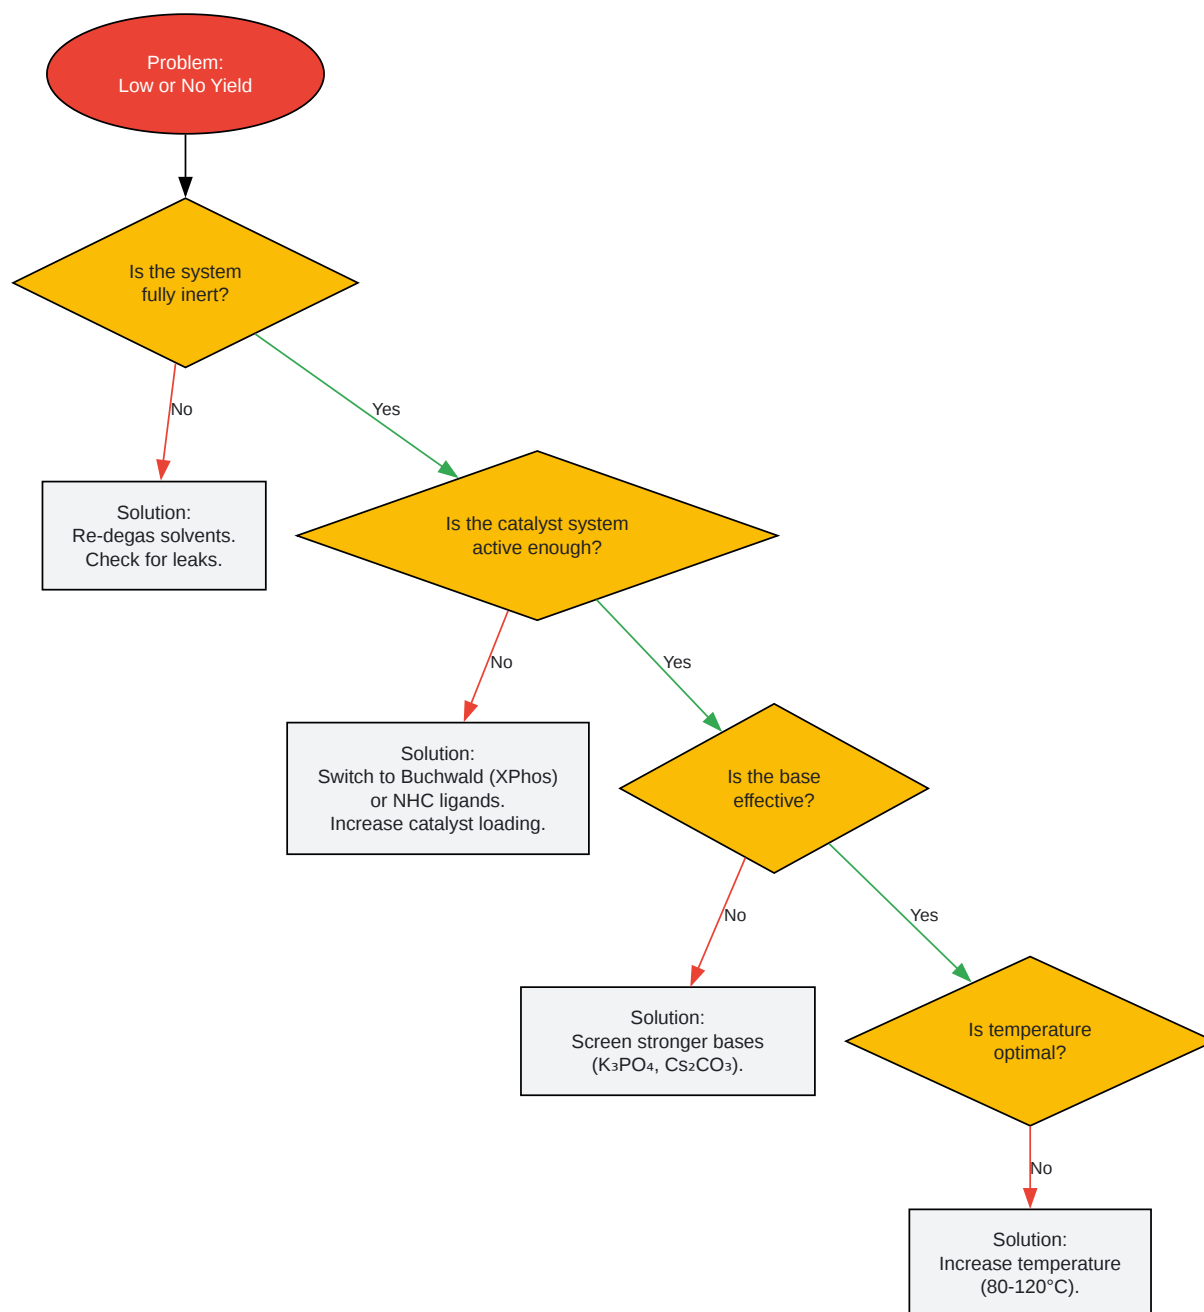 Problem:
Low or No Yield
Is the system
fully inert?
No
Yes
Solution:
Re-degas solvents.
Check for leaks.
Is the catalyst system
active enough?
No
Yes
Solution:
Switch to Buchwald (XPhos)
or NHC ligands.
Increase catalyst loading.
Is the base
effective?
No
Yes
Solution:
Screen stronger bases
(K₃PO₄, Cs₂CO₃).
Is temperature
optimal?
No
Solution:
Increase temperature
(80-120°C).